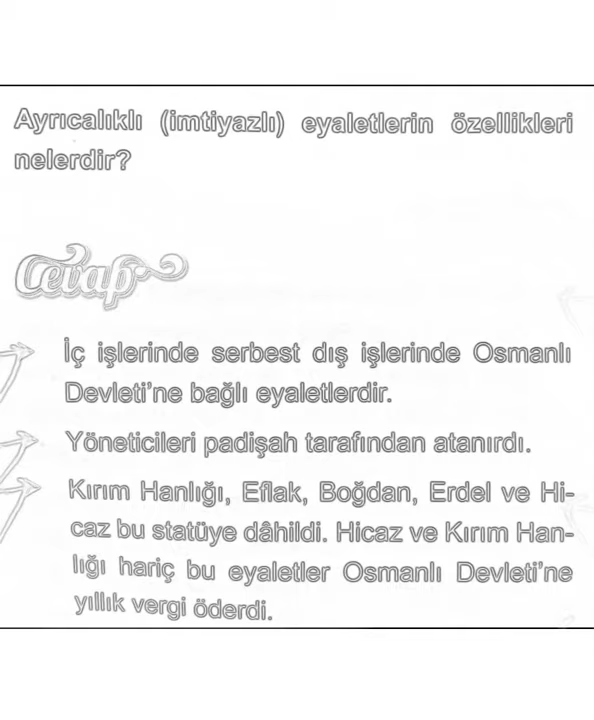 Ayrıcalıklı (imtiyazlı) eyaletlerin özellikleri
nelerdir?
Cevap
İç işlerinde serbest dış işlerinde Osmanlı
Devleti'ne bağlı eyaletlerdir.
Yöneticileri padişah tarafından atanırdı.
Kırım Hanlığı, Eflak, Boğdan, Erdel ve Hi-
caz bu statüye dâhildi. Hicaz ve Kırım Han-
lığı hariç bu eyaletler Osmanlı Devleti'ne
yıllık vergi öderdi.